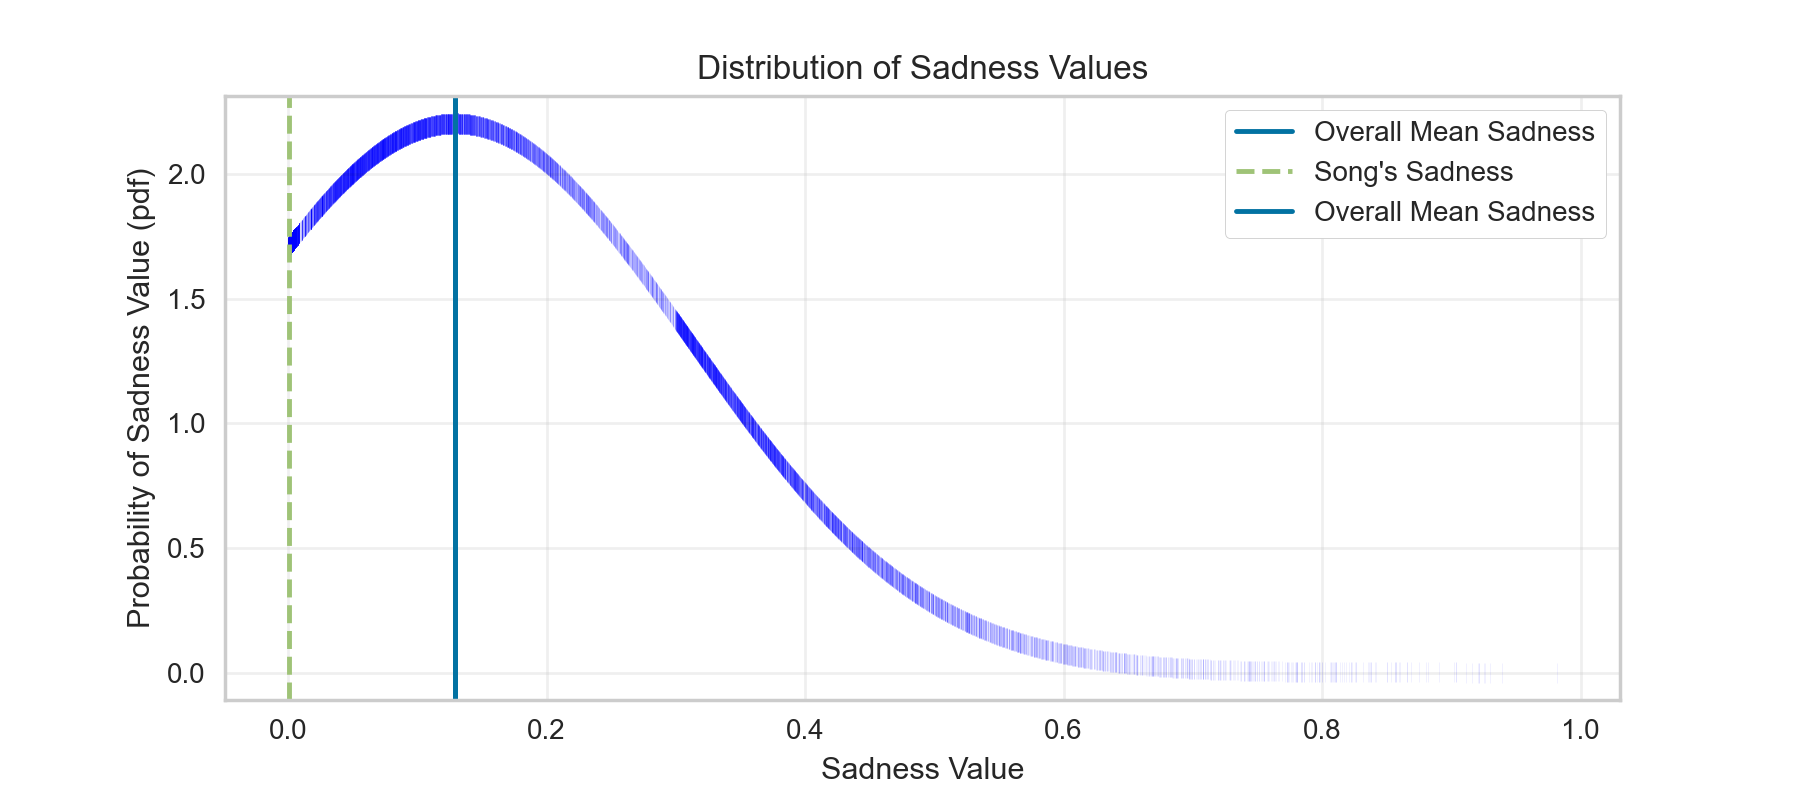 Distribution of Sadness Values
Overall Mean Sadness
Song's Sadness
Overall Mean Sadness
Probability of Sadness Value (pdf)
2.0
1.5
1.0
0.5
0.0
0.0 0.2 0.4 0.6 0.8 1.0
Sadness Value